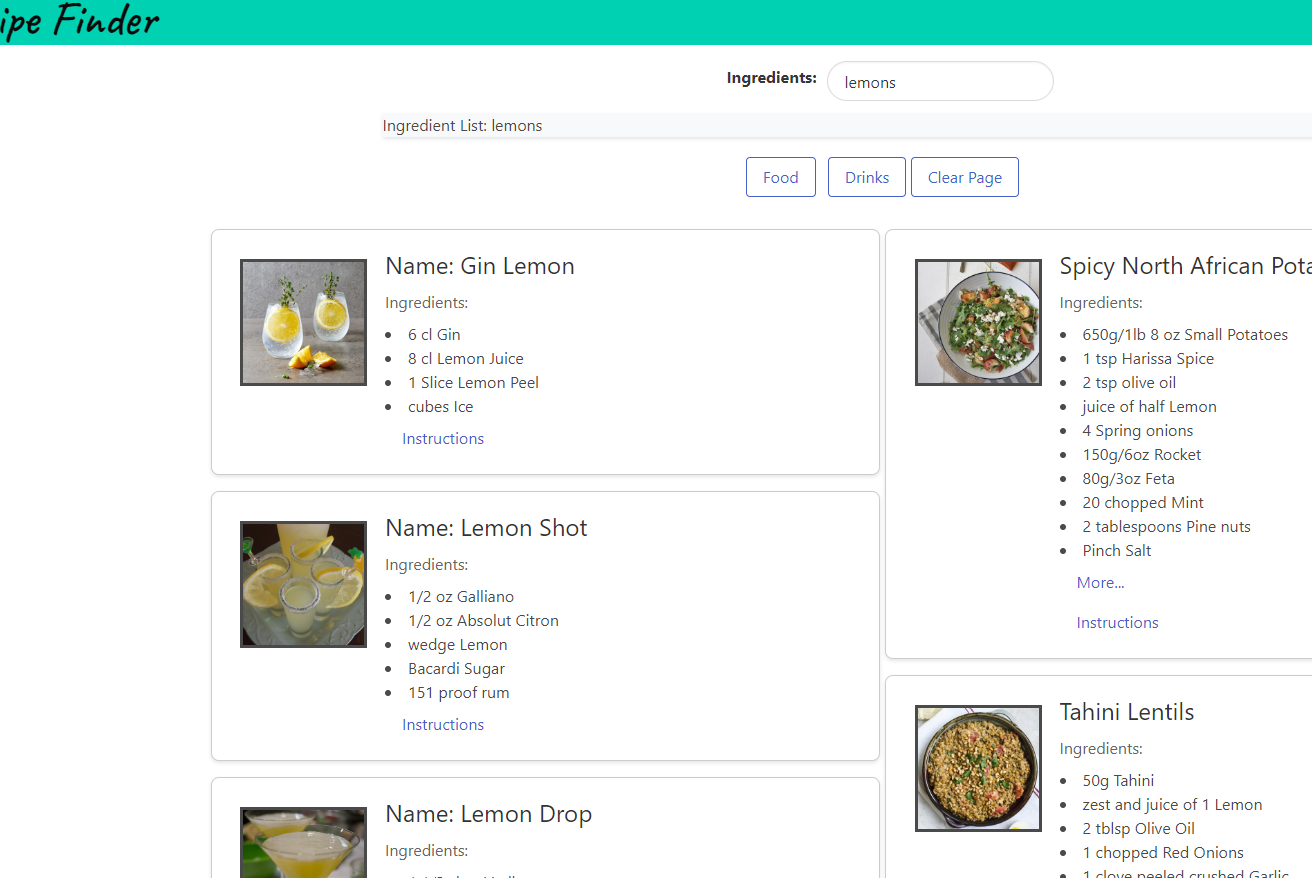 ipe Finder
Ingredients: lemons
Ingredient List: lemons
Food Drinks Clear Page
Name: Gin Lemon
Ingredients:
6 cl Gin
8 cl Lemon Juice
1 Slice Lemon Peel
cubes Ice
Instructions
Name: Lemon Shot
Ingredients:
1/2 oz Galliano
1/2 oz Absolut Citron
wedge Lemon
Bacardi Sugar
151 proof rum
Instructions
Name: Lemon Drop
Ingredients:
Spicy North African Pota
Ingredients:
650g/1lb 8 oz Small Potatoes
1 tsp Harissa Spice
2 tsp olive oil
juice of half Lemon
4 Spring onions
150g/6oz Rocket
80g/3oz Feta
20 chopped Mint
2 tablespoons Pine nuts
Pinch Salt
More...
Instructions
Tahini Lentils
Ingredients:
50g Tahini
zest and juice of 1 Lemon
2 tblsp Olive Oil
1 chopped Red Onions
1 clove peeled crushed Garlic